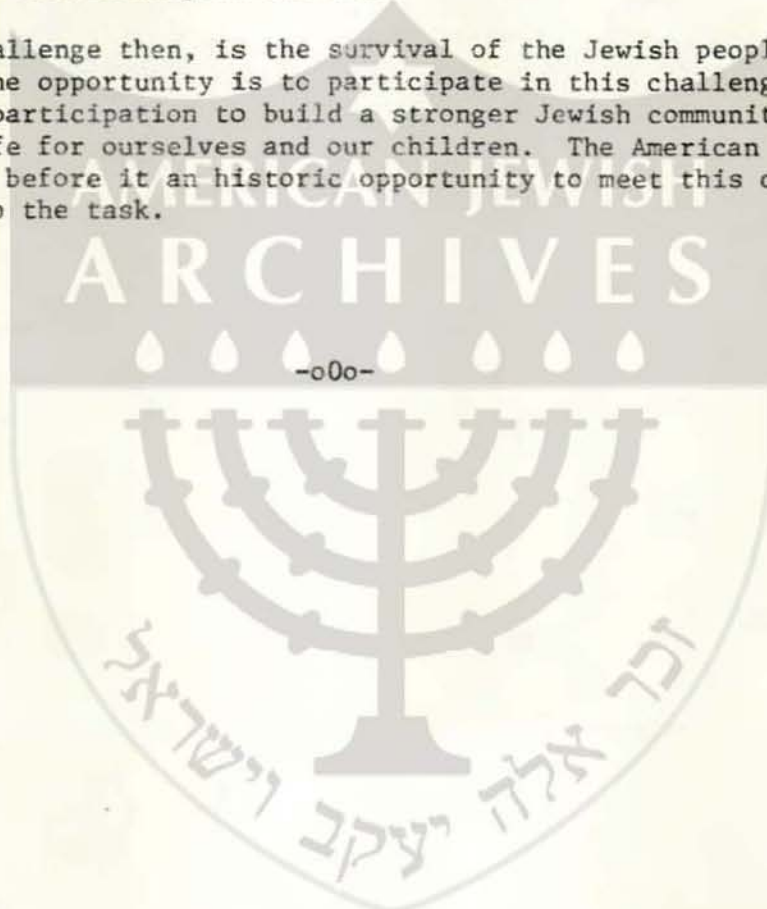 allenge then, is the survival of the Jewish peopl
he opportunity is to participate in this challeng
participation to build a stronger Jewish communit
fe for ourselves and our children. The American
before it an historic opportunity to meet this c
o the task.
AMERICAN JEWISH
ARCHIVES
-o0o-
זכר אלה יעקב וישראל